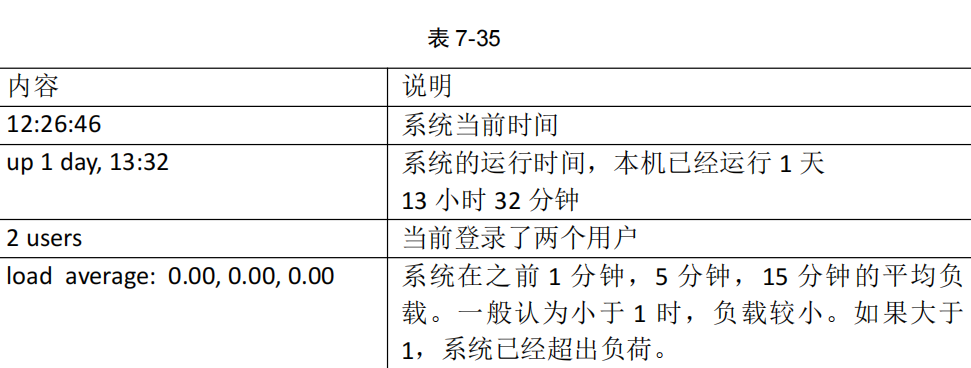 表 7-35
内容 说明
12:26:46 系统当前时间
up 1 day, 13:32 系统的运行时间，本机已经运行 1 天
13 小时 32 分钟
2 users 当前登录了两个用户
load average: 0.00, 0.00, 0.00 系统在之前 1 分钟，5 分钟，15 分钟的平均负
载。一般认为小于 1 时，负载较小。如果大于
1，系统已经超出负荷。